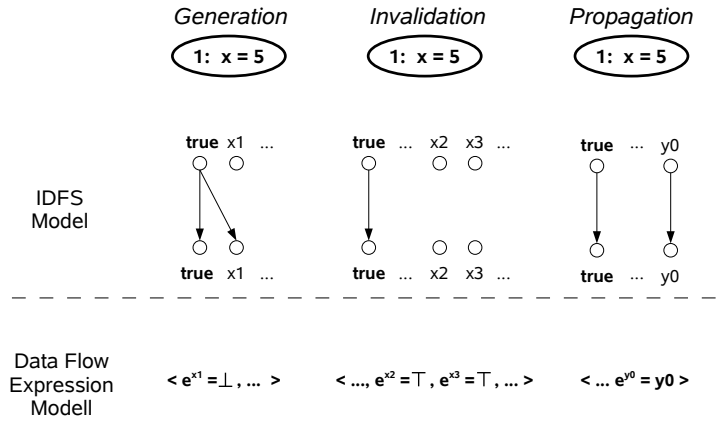 Generation Invalidation Propagation
1: x = 5 1: x = 5 1: x = 5
true x1 ... true ... x2 x3 ... true ... y0
IDFS
Model
true x1 ... true ... x2 x3 ... true ... y0
Data Flow
Expression
Modell
< e^x1 = ⊥ , ... > < ..., e^x2 = ⊤ , e^x3 = ⊤ , ... > < ... e^y0 = y0 >